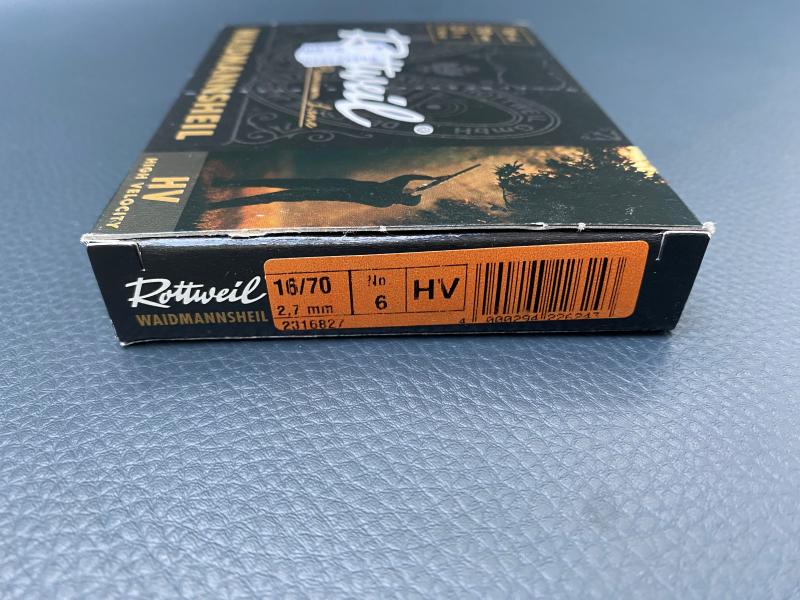 WAIDMANNSHEIL
Rottweil®
HV
HIGH VELOCITY
Rottweil
WAIDMANNSHEIL
16/70
2,7 mm
2316827
No
6
HV
4 000294 226243